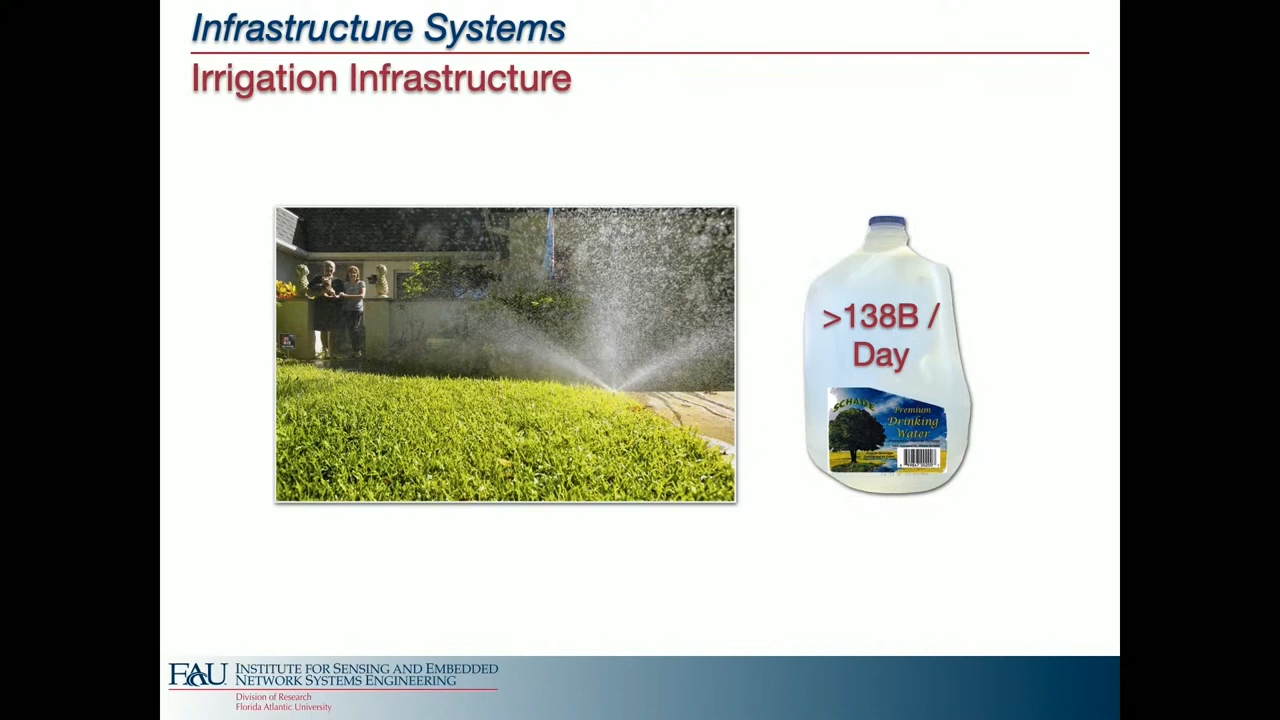 Infrastructure Systems
Irrigation Infrastructure
>138B /
Day
Premium
Drinking
Water
FAU
INSTITUTE FOR SENSING AND EMBEDDED
NETWORK SYSTEMS ENGINEERING
Division of Research
Florida Atlantic University